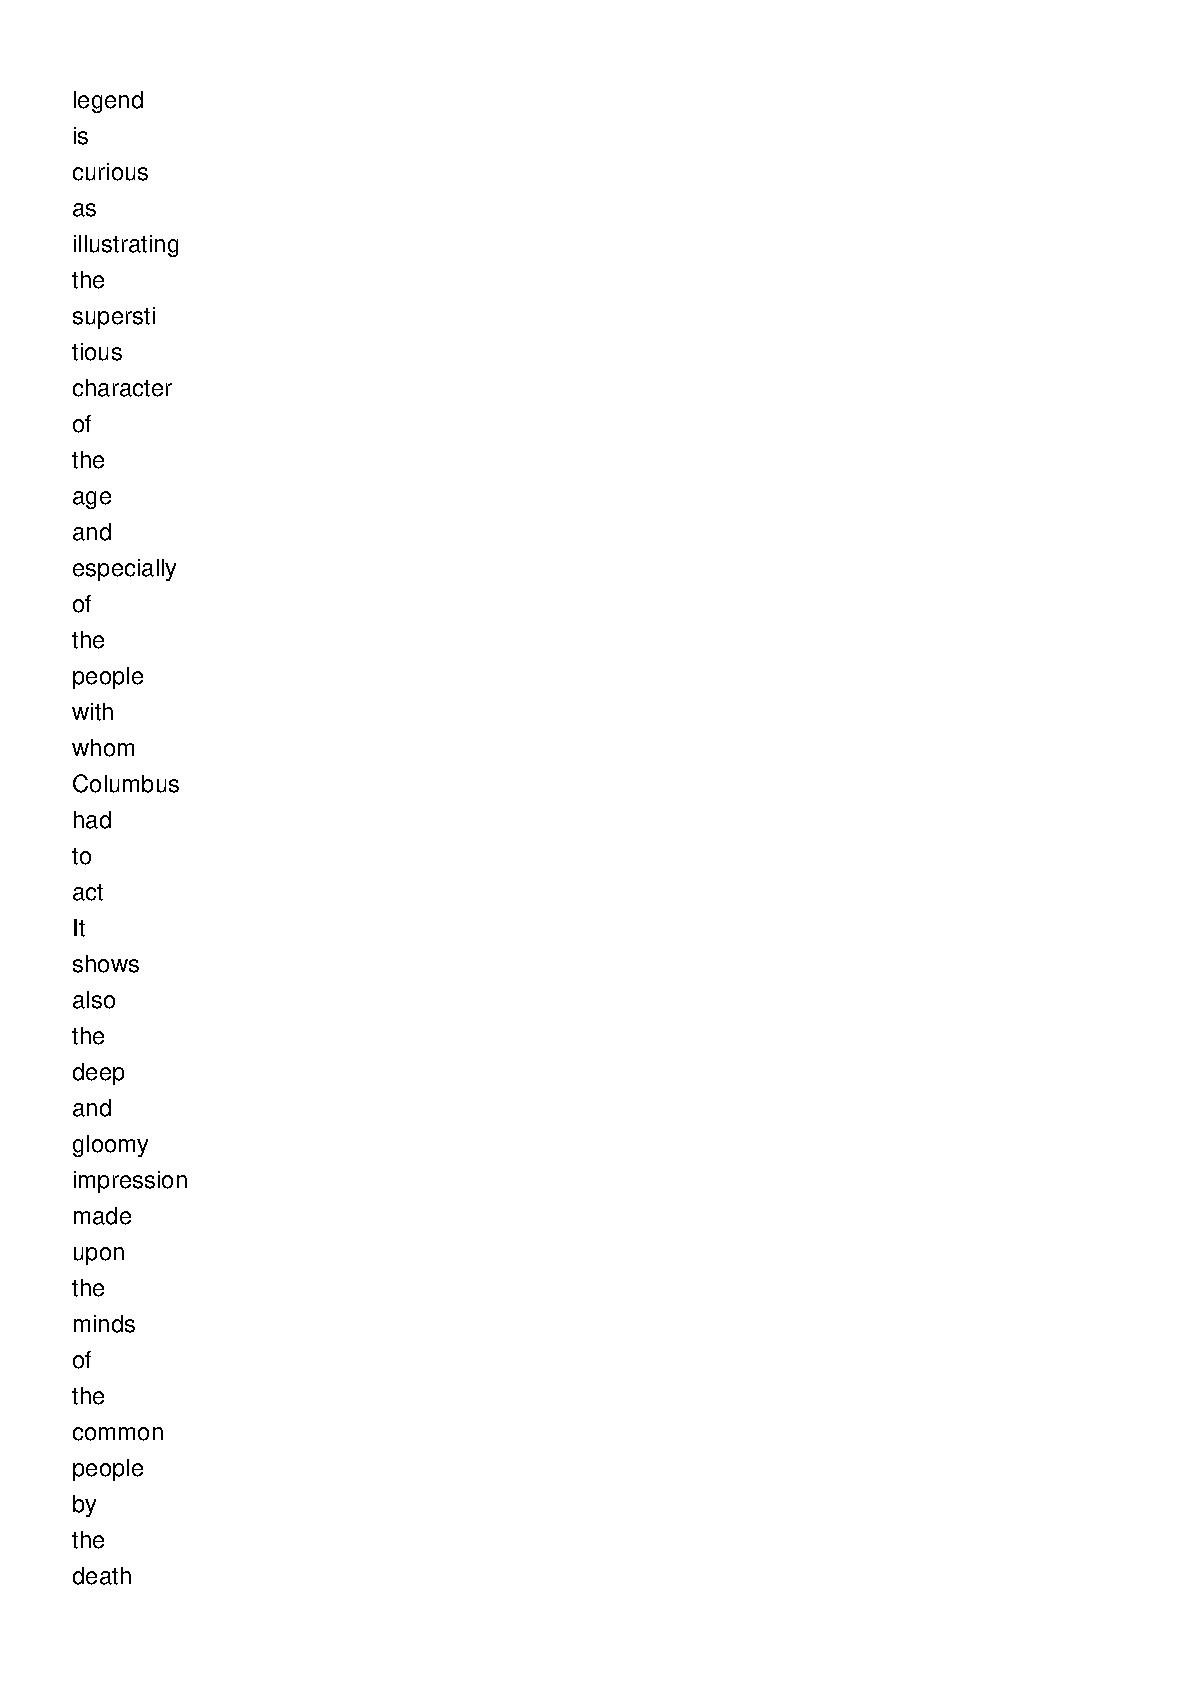 legend
is
curious
as
illustrating
the
supersti
tious
character
of
the
age
and
especially
of
the
people
with
whom
Columbus
had
to
act
It
shows
also
the
deep
and
gloomy
impression
made
upon
the
minds
of
the
common
people
by
the
death